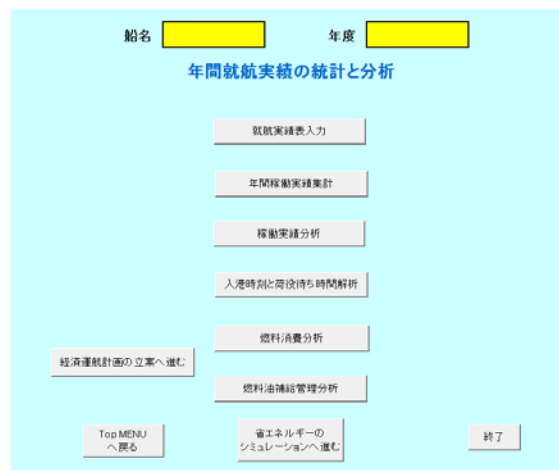 船名 年度
年間就航実績の統計と分析
就航実績表入力
年間稼働実績集計
稼働実績分析
入港時刻と荷役待ち時間解析
燃料消費分析
経済運航計画の立案へ進む
燃料油補給管理分析
Top MENU
へ戻る
省エネルギーの
シミュレーションへ進む
終了